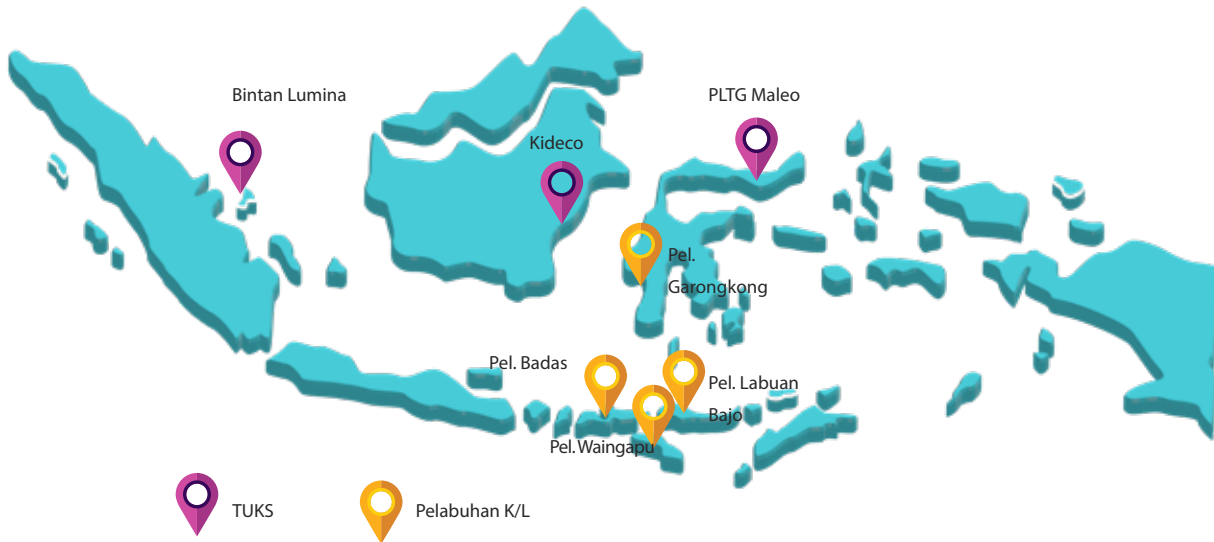 Bintan Lumina
PLTG Maleo
Kideco
Pel.
Garongkong
Pel. Badas
Pel. Labuan
Bajo
Pel. Waingapu
TUKS
Pelabuhan K/L